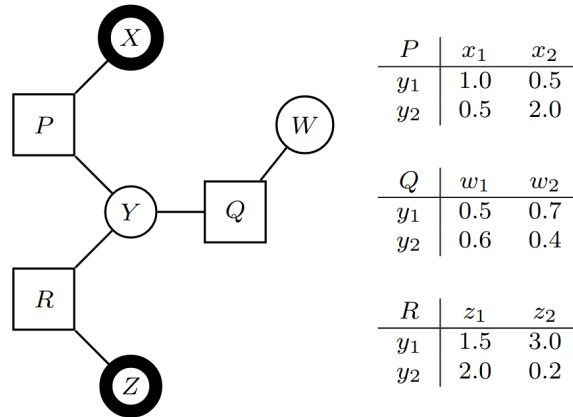 X
P
W
Y
Q
R
Z
P x₁ x₂
y₁ 1.0 0.5
y₂ 0.5 2.0
Q w₁ w₂
y₁ 0.5 0.7
y₂ 0.6 0.4
R z₁ z₂
y₁ 1.5 3.0
y₂ 2.0 0.2